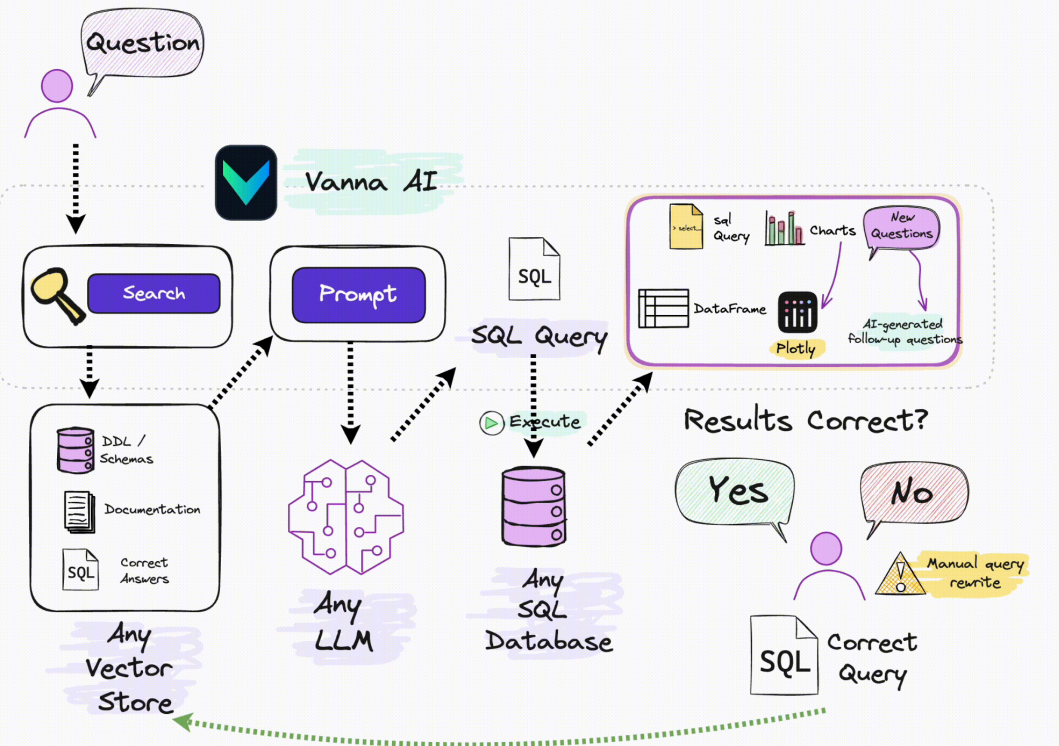 Question
Vanna AI
Search
Prompt
SQL
SQL Query
> select...
sql
Query
Charts
New
Questions
DataFrame
Plotly
AI-generated
follow-up questions
DDL /
Schemas
Documentation
SQL
Correct
Answers
Any
Vector
Store
Any
LLM
Execute
Any
SQL
Database
Results Correct?
Yes
No
Manual query
rewrite
SQL
Correct
Query